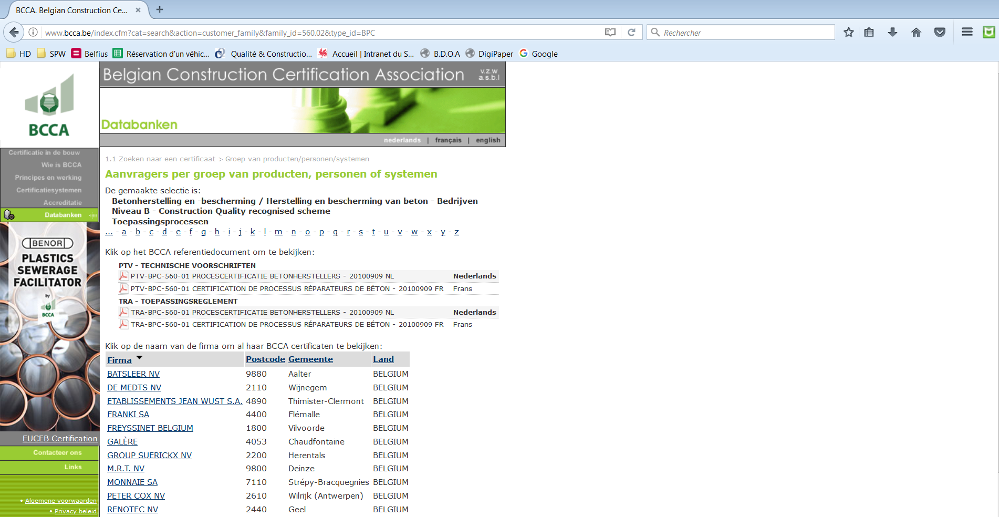 BCCA. Belgian Construction Ce...
www.bcca.be/index.cfm?cat=search&action=customer_family&family_id=560.02&type_id=BPC
Rechercher
HD SPW Belfius Réservation d'un véhic... Qualité & Constructio... Accueil | Intranet du S... B.D.O.A DigiPaper Google
BCCA
Belgian Construction Certification Association v.z.w a.s.b.l
Databanken
nederlands | français | english
Certificatie in de bouw
Wie is BCCA
Principes en werking
Certificatiesystemen
Accreditatie
Databanken
BENOR
PLASTICS
SEWERAGE
FACILITATOR
by
BCCA
EUCEB Certification
Contacteer ons
Links
• Algemene voorwaarden
• Privacy beleid
1.1 Zoeken naar een certificaat > Groep van producten/personen/systemen
Aanvragers per groep van producten, personen of systemen
De gemaakte selectie is:
Betonherstelling en -bescherming / Herstelling en bescherming van beton - Bedrijven
Niveau B - Construction Quality recognised scheme
Toepassingsprocessen
... - a - b - c - d - e - f - g - h - i - j - k - l - m - n - o - p - q - r - s - t - u - v - w - x - y - z
Klik op het BCCA referentiedocument om te bekijken:
PTV - TECHNISCHE VOORSCHRIFTEN
PTV-BPC-560-01 PROCESCERTIFICATIE BETONHERSTELLERS - 20100909 NL Nederlands
PTV-BPC-560-01 CERTIFICATION DE PROCESSUS RÉPARATEURS DE BÉTON - 20100909 FR Frans
TRA - TOEPASSINGSREGLEMENT
TRA-BPC-560-01 PROCESCERTIFICATIE BETONHERSTELLERS - 20100909 NL Nederlands
TRA-BPC-560-01 CERTIFICATION DE PROCESSUS RÉPARATEURS DE BÉTON - 20100909 FR Frans
Klik op de naam van de firma om al haar BCCA certificaten te bekijken:
Firma Postcode Gemeente Land
BATSLEER NV 9880 Aalter BELGIUM
DE MEDTS NV 2110 Wijnegem BELGIUM
ETABLISSEMENTS JEAN WUST S.A. 4890 Thimister-Clermont BELGIUM
FRANKI SA 4400 Flémalle BELGIUM
FREYSSINET BELGIUM 1800 Vilvoorde BELGIUM
GALÈRE 4053 Chaudfontaine BELGIUM
GROUP SUERICKX NV 2200 Herentals BELGIUM
M.R.T. NV 9800 Deinze BELGIUM
MONNAIE SA 7110 Strépy-Bracquegnies BELGIUM
PETER COX NV 2610 Wilrijk (Antwerpen) BELGIUM
RENOTEC NV 2440 Geel BELGIUM